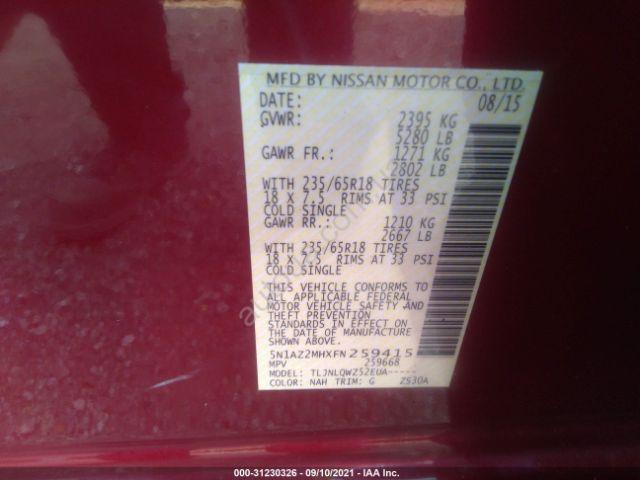 MFD BY NISSAN MOTOR CO., LTD.
DATE: 08/15
GVWR: 2395 KG
5280 LB
GAWR FR.: 1271 KG
2802 LB
WITH 235/65R18 TIRES
18 X 7.5 RIMS AT 33 PSI
COLD SINGLE
GAWR RR.: 1210 KG
2667 LB
WITH 235/65R18 TIRES
18 X 7.5 RIMS AT 33 PSI
COLD SINGLE
THIS VEHICLE CONFORMS TO
ALL APPLICABLE FEDERAL
MOTOR VEHICLE SAFETY AND
THEFT PREVENTION
STANDARDS IN EFFECT ON
THE DATE OF MANUFACTURE
SHOWN ABOVE.
5N1AZ2MHXFN259415
MPV 259668
MODEL: TLJNLQWZ52EUA-----
COLOR: NAH TRIM: G ZS30A
000-31230326 - 09/10/2021 - IAA Inc.